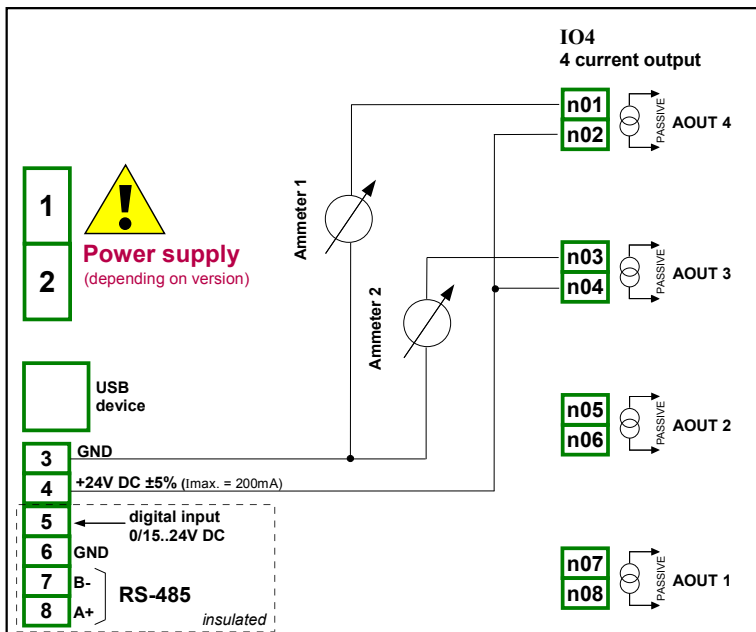 IO4
4 current output
n01
n02
PASSIVE
AOUT 4
Ammeter 1
1
2
!
Power supply
(depending on version)
n03
n04
PASSIVE
AOUT 3
Ammeter 2
USB
device
n05
n06
PASSIVE
AOUT 2
3 GND
4 +24V DC ±5% (Imax. = 200mA)
5 digital input
0/15..24V DC
6 GND
7 B-
8 A+
RS-485
insulated
n07
n08
PASSIVE
AOUT 1